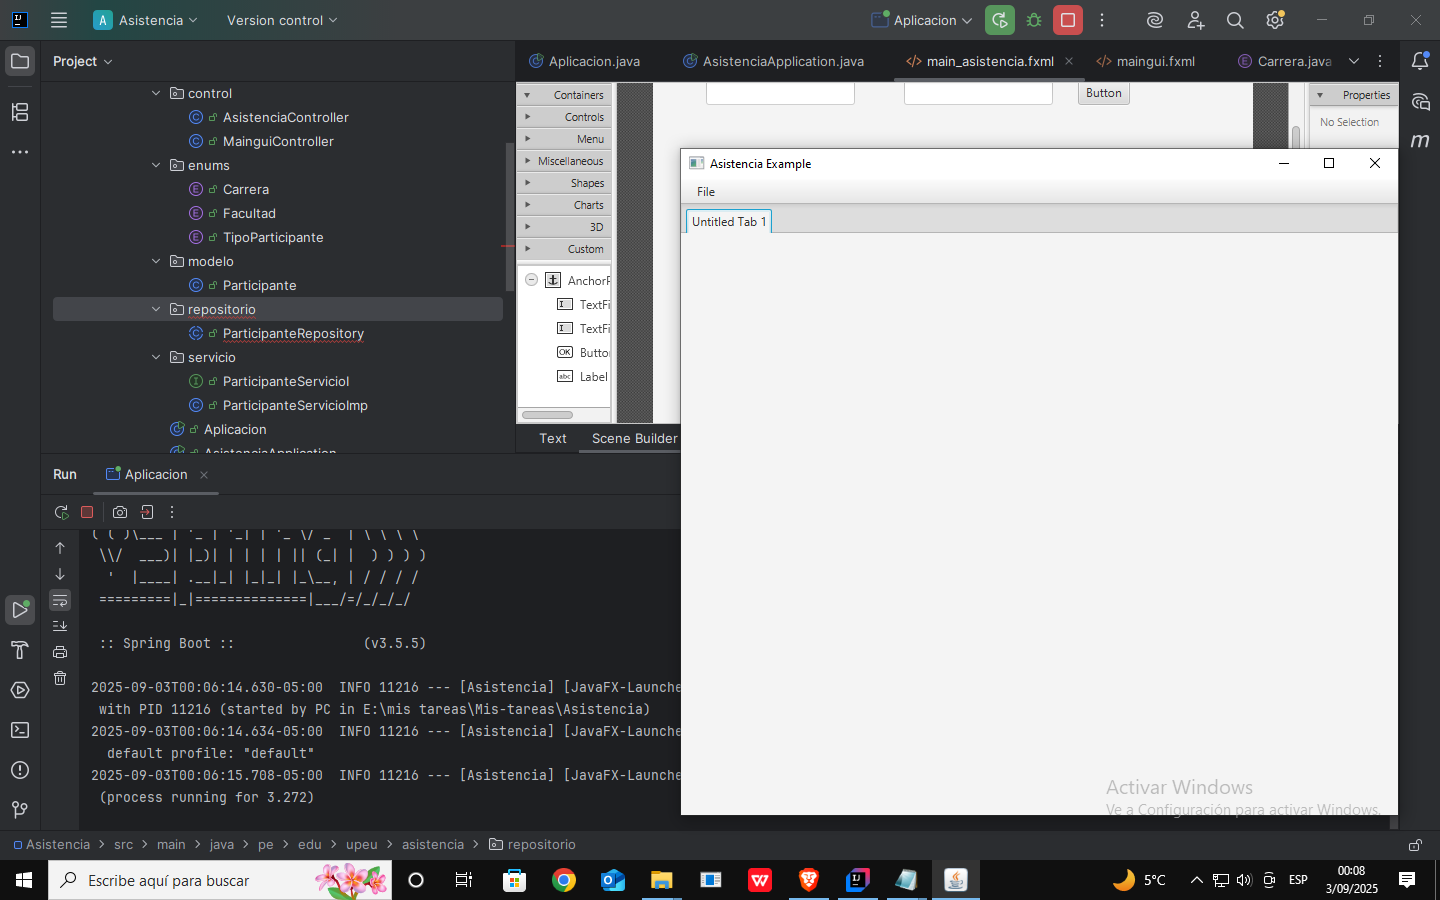 A Asistencia Version control Aplicacion
Project
Aplicacion.java AsistenciaApplication.java main_asistencia.fxml maingui.fxml Carrera.java
control
AsistenciaController
MainguiController
enums
Carrera
Facultad
TipoParticipante
modelo
Participante
repositorio
ParticipanteRepository
servicio
ParticipanteServicioI
ParticipanteServicioImp
Aplicacion
AsistenciaApplication
Containers
Controls
Menu
Miscellaneous
Shapes
Charts
3D
Custom
AnchorP
TextFi
TextFi
OK Button
abc Label
Text Scene Builder
Button
Properties
No Selection
m
Asistencia Example
File
Untitled Tab 1
Activar Windows
Ve a Configuración para activar Windows.
Run Aplicacion
( ( )\___ | '_ | '_| | '_ \/ _` | \ \ \ \
\\/  ___)| |_)| | | | | || (_| |  ) ) ) )
'  |____| .__|_| |_|_| |_\__, | / / / /
=========|_|==============|___/=/_/_/_/
:: Spring Boot :: (v3.5.5)
2025-09-03T00:06:14.630-05:00  INFO 11216 --- [Asistencia] [JavaFX-Launche
with PID 11216 (started by PC in E:\mis tareas\Mis-tareas\Asistencia)
2025-09-03T00:06:14.634-05:00  INFO 11216 --- [Asistencia] [JavaFX-Launche
default profile: "default"
2025-09-03T00:06:15.708-05:00  INFO 11216 --- [Asistencia] [JavaFX-Launche
(process running for 3.272)
Asistencia > src > main > java > pe > edu > upeu > asistencia > repositorio
Escribe aquí para buscar
5°C
ESP
00:08
3/09/2025